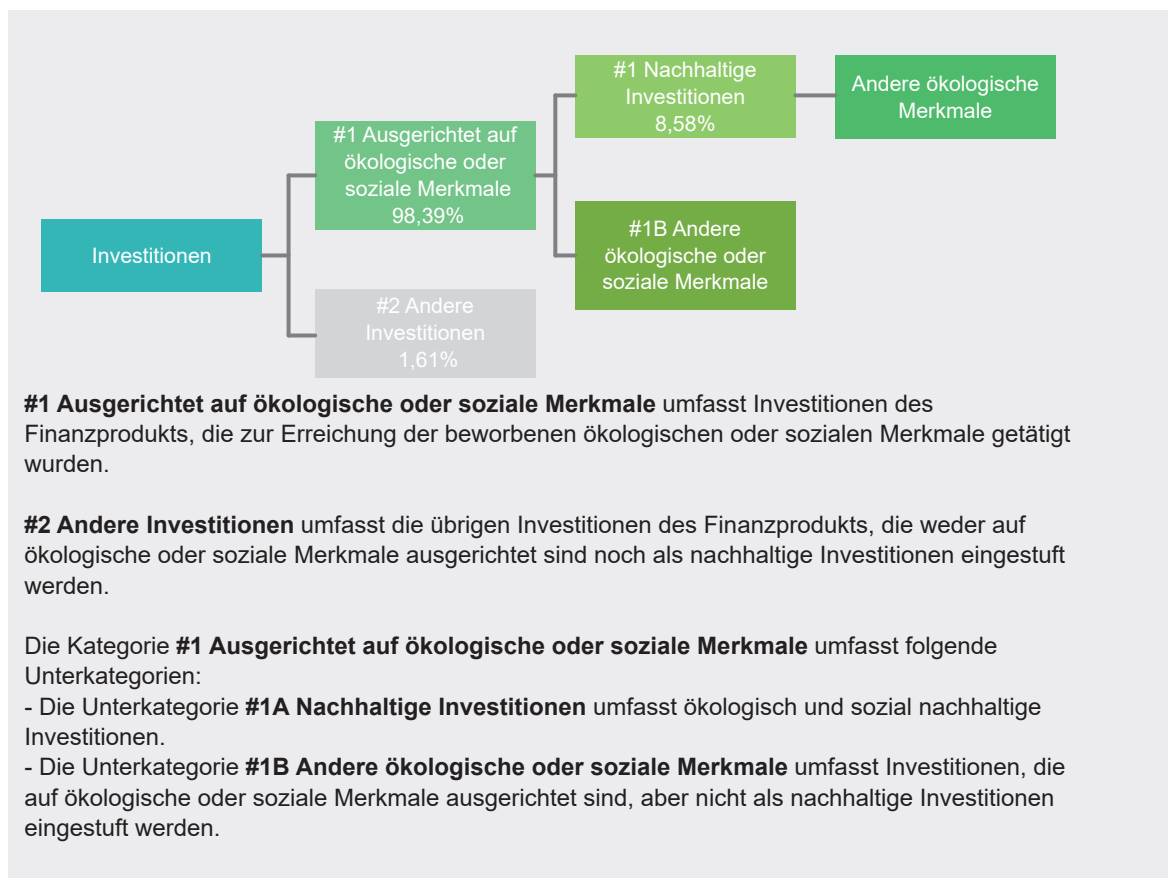 #1 Nachhaltige
Investitionen
8,58%
Andere ökologische
Merkmale
#1 Ausgerichtet auf
ökologische oder
soziale Merkmale
98,39%
#1B Andere
ökologische oder
soziale Merkmale
Investitionen
#2 Andere
Investitionen
1,61%
#1 Ausgerichtet auf ökologische oder soziale Merkmale umfasst Investitionen des
Finanzprodukts, die zur Erreichung der beworbenen ökologischen oder sozialen Merkmale getätigt
wurden.
#2 Andere Investitionen umfasst die übrigen Investitionen des Finanzprodukts, die weder auf
ökologische oder soziale Merkmale ausgerichtet sind noch als nachhaltige Investitionen eingestuft
werden.
Die Kategorie #1 Ausgerichtet auf ökologische oder soziale Merkmale umfasst folgende
Unterkategorien:
- Die Unterkategorie #1A Nachhaltige Investitionen umfasst ökologisch und sozial nachhaltige
Investitionen.
- Die Unterkategorie #1B Andere ökologische oder soziale Merkmale umfasst Investitionen, die
auf ökologische oder soziale Merkmale ausgerichtet sind, aber nicht als nachhaltige Investitionen
eingestuft werden.